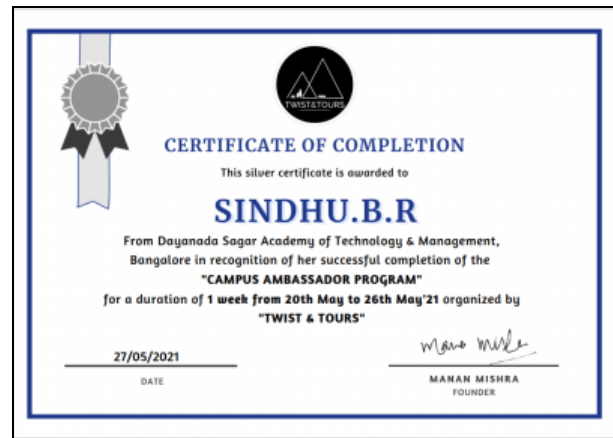 TWIST&TOURS
CERTIFICATE OF COMPLETION
This silver certificate is awarded to
SINDHU.B.R
From Dayanada Sagar Academy of Technology & Management,
Bangalore in recognition of her successful completion of the
"CAMPUS AMBASSADOR PROGRAM"
for a duration of 1 week from 20th May to 26th May'21 organized by
"TWIST & TOURS"
27/05/2021
DATE
MANAN MISHRA
FOUNDER